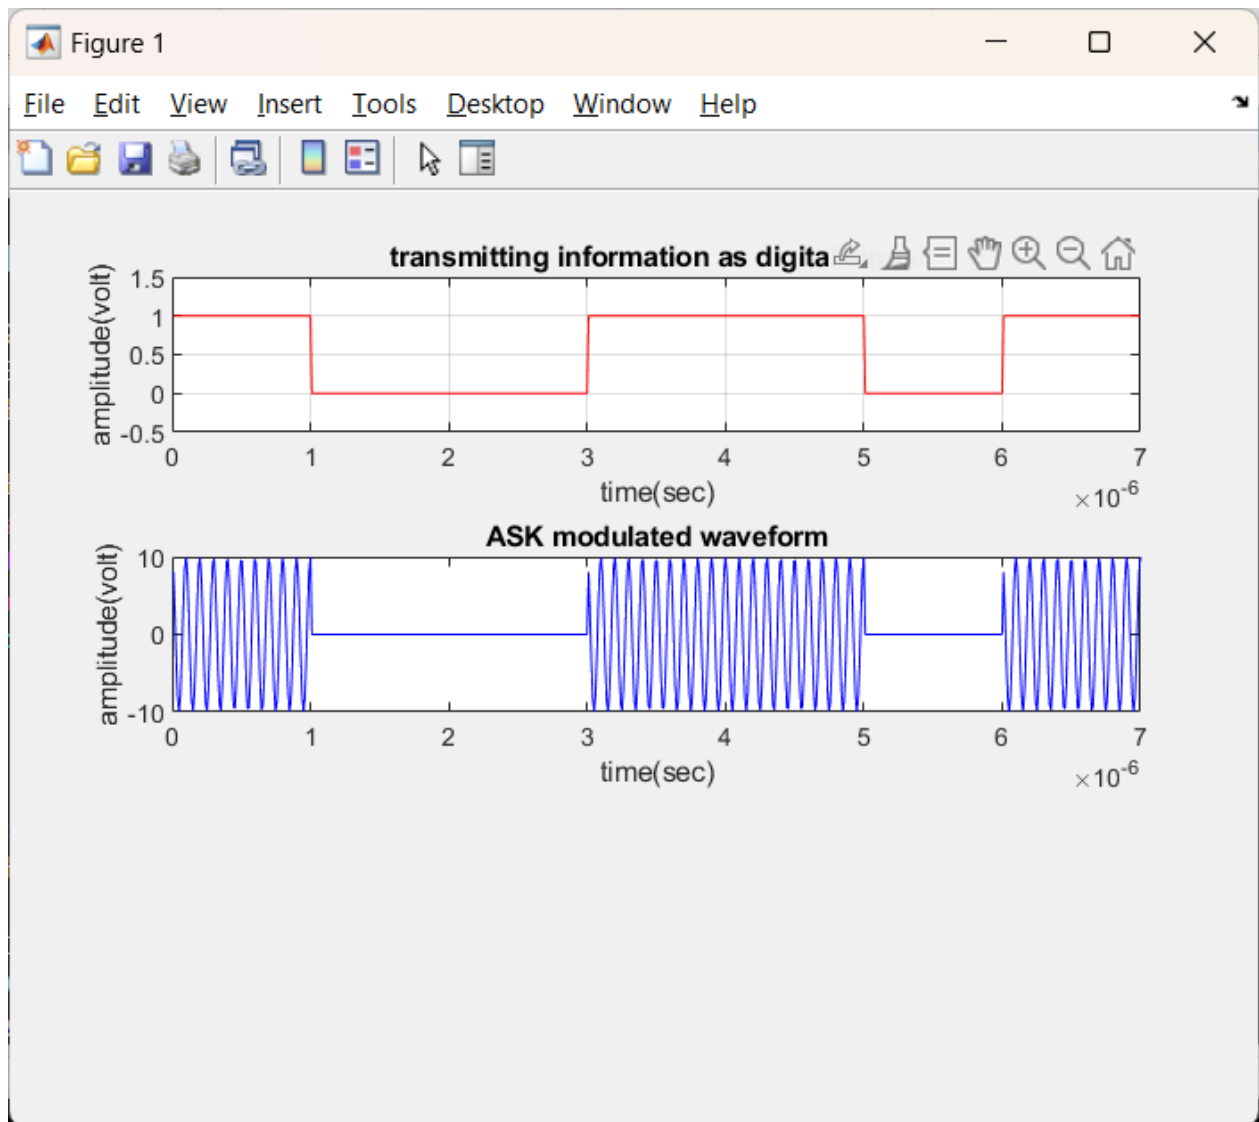 Figure 1
File Edit View Insert Tools Desktop Window Help
transmitting information as digita
amplitude(volt)
1.5
1
0.5
0
-0.5
0 1 2 3 4 5 6 7
time(sec)
×10-6
ASK modulated waveform
amplitude(volt)
10
0
-10
0 1 2 3 4 5 6 7
time(sec)
×10-6